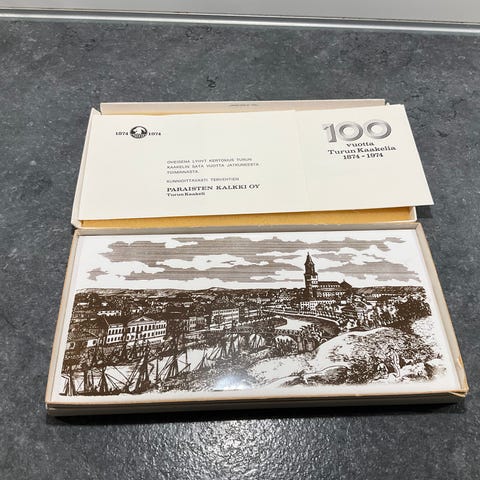 1874 1974
OHEISENA LYHYT KERTOMUS TURUN
KAAKELIN SATA VUOTTA JATKUNEESTA
TOIMINNASTA.
KUNNIOITTAVASTI TERVEHTIEN
PARAISTEN KALKKI OY
Turun Kaakeli
100
vuotta
Turun Kaakelia
1874 - 1974